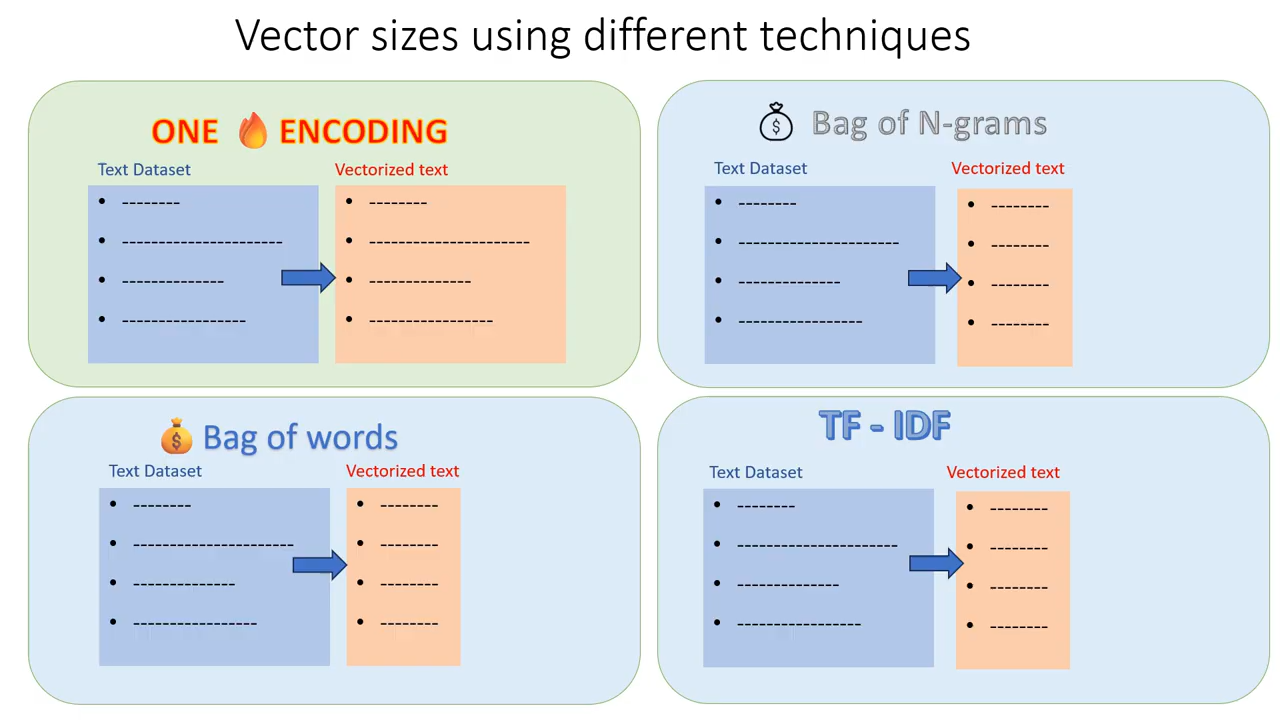 Vector sizes using different techniques
ONE 🔥 ENCODING
Text Dataset
Vectorized text
• --------
• ----------------------
• --------------
• -----------------
• --------
• ----------------------
• --------------
• -----------------
$ Bag of N-grams
Text Dataset
Vectorized text
• --------
• ----------------------
• --------------
• -----------------
• --------
• --------
• --------
• --------
$ Bag of words
Text Dataset
Vectorized text
• --------
• ----------------------
• --------------
• -----------------
• --------
• --------
• --------
• --------
TF - IDF
Text Dataset
Vectorized text
• --------
• ----------------------
• --------------
• -----------------
• --------
• --------
• --------
• --------